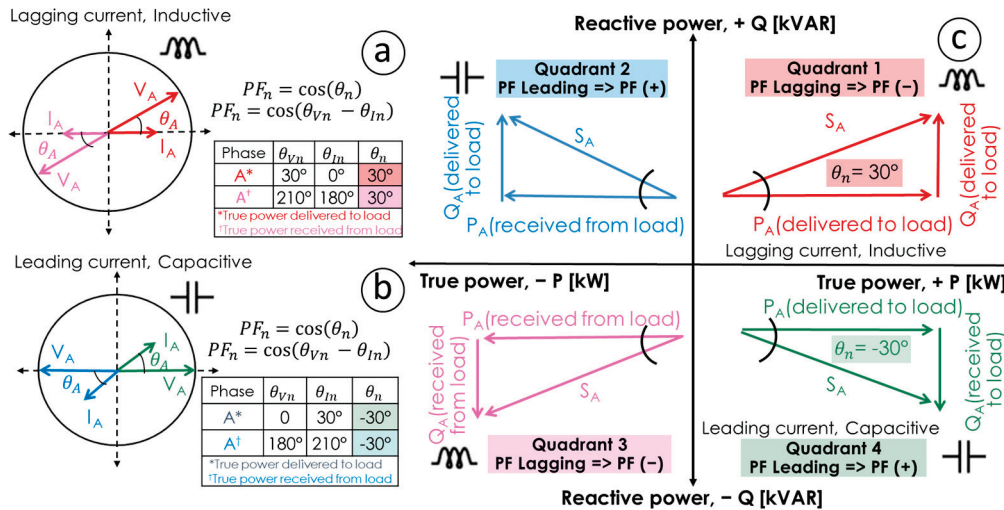 Lagging current, Inductive
a
V_A
I_A
θ_A
θ_A
I_A
V_A
PF_n = cos(θ_n)
PF_n = cos(θ_Vn − θ_In)
Phase θ_Vn θ_In θ_n
A* 30° 0° 30°
A† 210° 180° 30°
*True power delivered to load
†True power received from load
Leading current, Capacitive
b
V_A
I_A
θ_A
θ_A
V_A
I_A
PF_n = cos(θ_n)
PF_n = cos(θ_Vn − θ_In)
Phase θ_Vn θ_In θ_n
A* 0 30° -30°
A† 180° 210° -30°
*True power delivered to load
†True power received from load
Reactive power, + Q [kVAR]
c
Quadrant 2
PF Leading => PF (+)
Q_A(delivered
to load)
S_A
P_A(received from load)
Quadrant 1
PF Lagging => PF (−)
S_A
θ_n= 30°
Q_A(delivered
to load)
P_A(delivered to load)
Lagging current, Inductive
True power, − P [kW]
True power, + P [kW]
P_A(received from load)
S_A
Q_A(received
from load)
Quadrant 3
PF Lagging => PF (−)
P_A(delivered to load)
θ_n= -30°
S_A
Q_A(received
to load)
Leading current, Capacitive
Quadrant 4
PF Leading => PF (+)
Reactive power, − Q [kVAR]